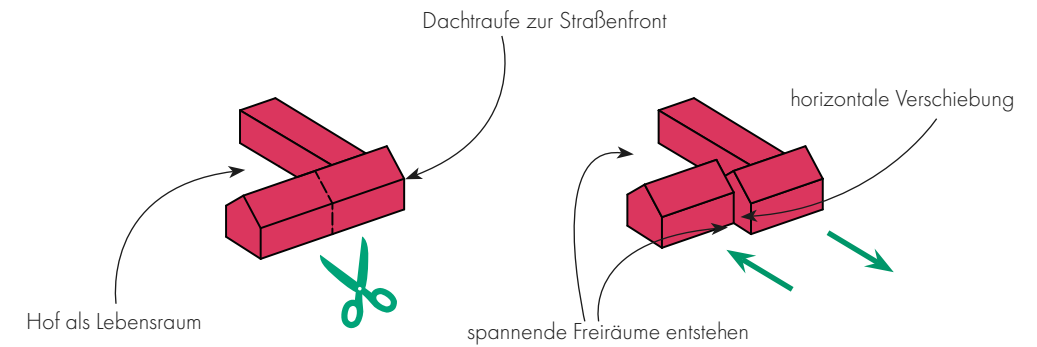 Dachtraufe zur Straßenfront
horizontale Verschiebung
Hof als Lebensraum
spannende Freiräume entstehen